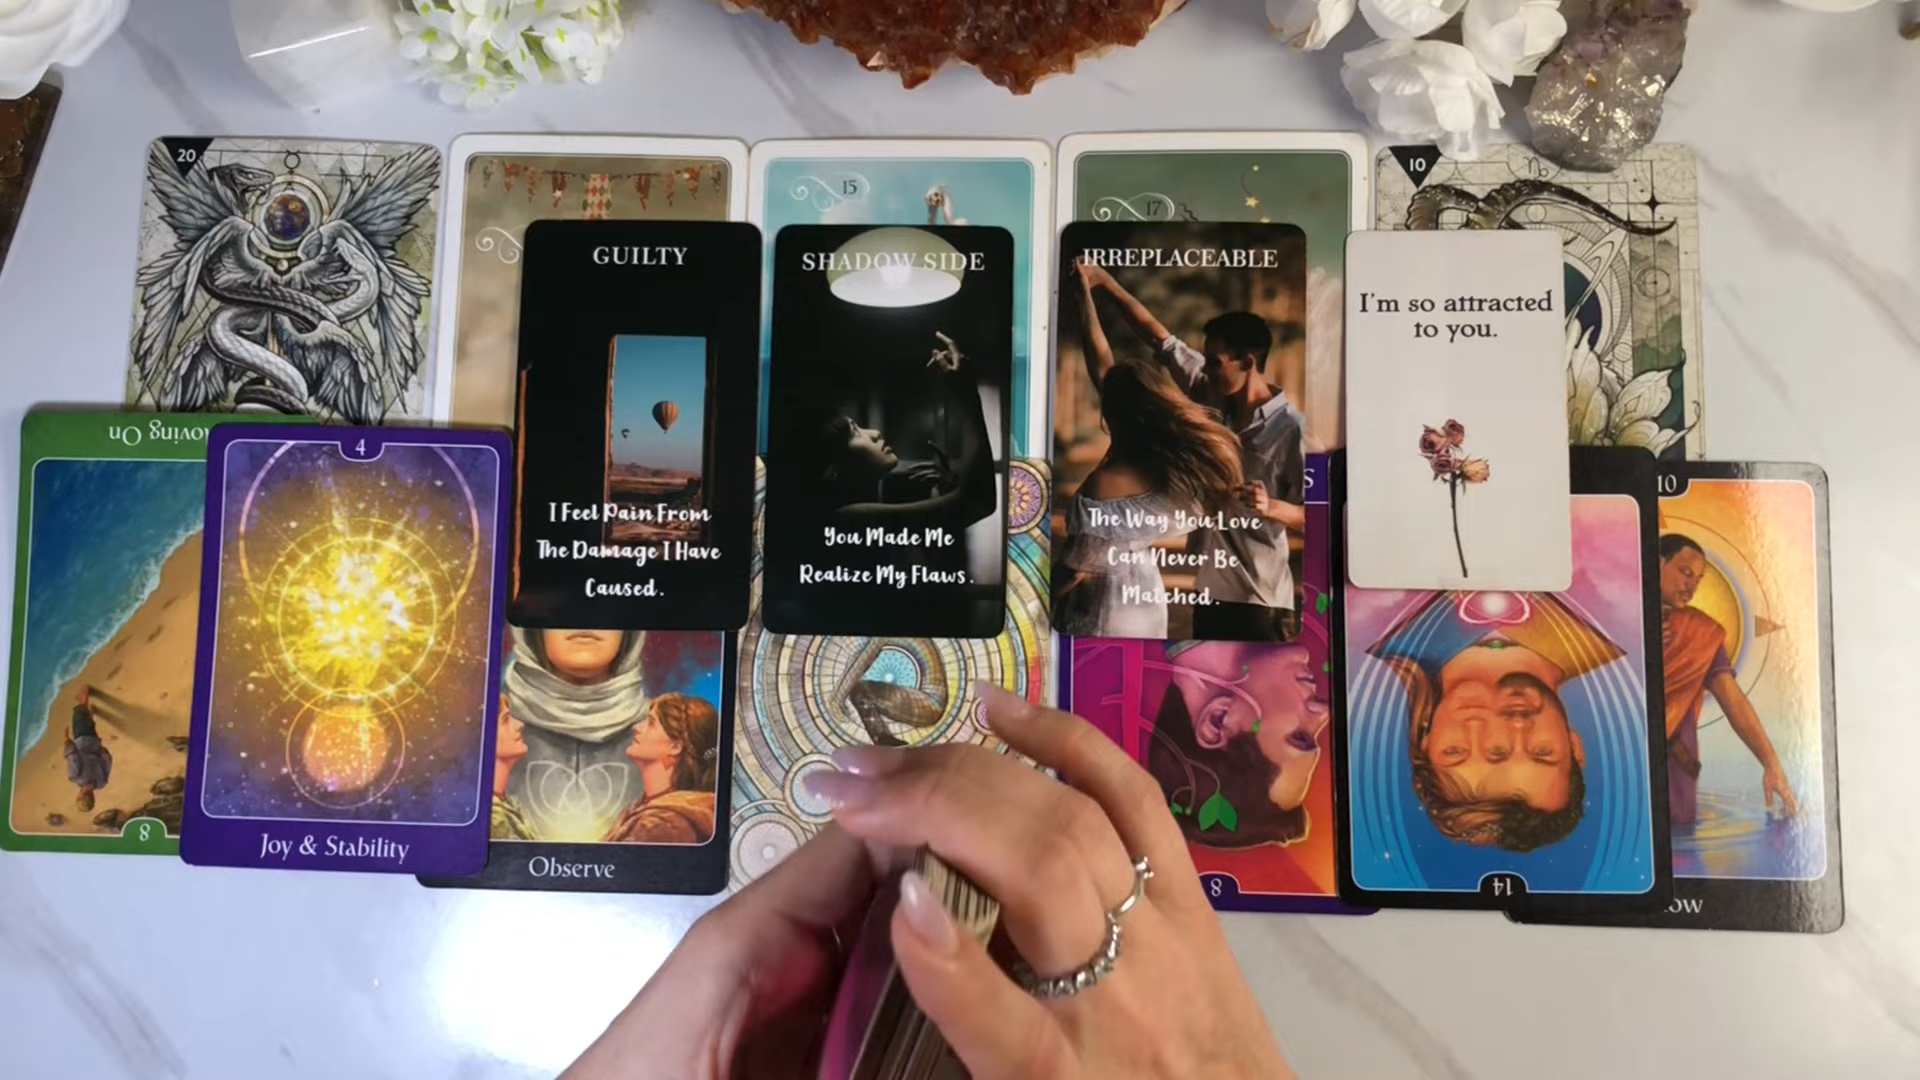 20
15
17
10
GUILTY
I Feel Pain From
The Damage I Have
Caused.
SHADOW SIDE
You Made Me
Realize My Flaws.
IRREPLACEABLE
The Way You Love
Can Never Be
Matched.
I'm so attracted
to you.
Moving On
8
4
Joy & Stability
Observe
8
14
10